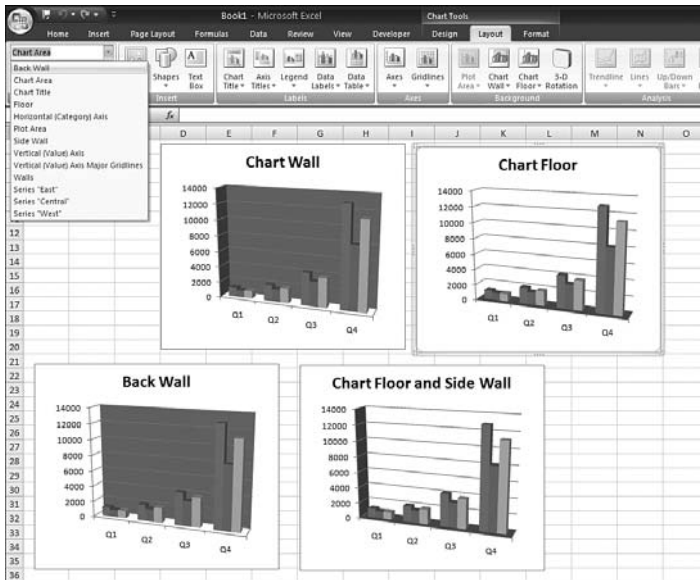 Book1 - Microsoft Excel
Chart Tools
Home Insert Page Layout Formulas Data Review View Developer Design Layout Format
Chart Area
Shapes Text Box
Chart Title Axis Titles Legend Data Labels Data Table
Axes Gridlines
Plot Area Chart Wall Chart Floor 3-D Rotation
Trendline Lines Up/Down Bars
Insert Labels Axes Background Analysis
Back Wall
Chart Area
Chart Title
Floor
Horizontal (Category) Axis
Plot Area
Side Wall
Vertical (Value) Axis
Vertical (Value) Axis Major Gridlines
Walls
Series "East"
Series "Central"
Series "West"
fx
D E F G H I J K L M N O
12
13
14
15
16
17
18
19
20
21
22
23
24
25
26
27
28
29
30
31
32
33
34
35
36
Chart Wall
14000
12000
10000
8000
6000
4000
2000
0
Q1 Q2 Q3 Q4
Chart Floor
14000
12000
10000
8000
6000
4000
2000
0
Q1 Q2 Q3 Q4
Back Wall
14000
12000
10000
8000
6000
4000
2000
0
Q1 Q2 Q3 Q4
Chart Floor and Side Wall
14000
12000
10000
8000
6000
4000
2000
0
Q1 Q2 Q3 Q4